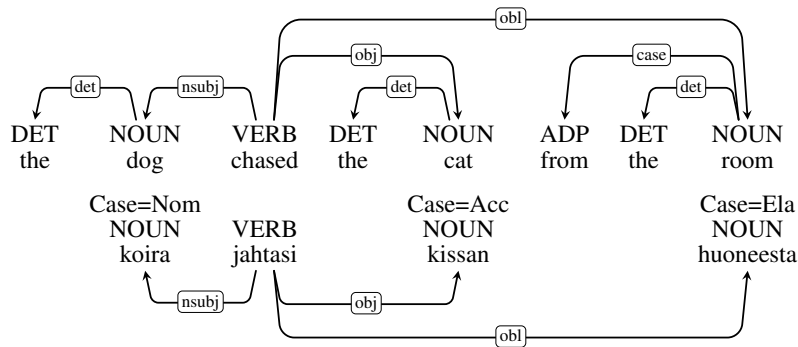 obl
obj case
det nsubj det det
DET NOUN VERB DET NOUN ADP DET NOUN
the dog chased the cat from the room
Case=Nom Case=Acc Case=Ela
NOUN VERB NOUN NOUN
koira jahtasi kissan huoneesta
nsubj obj
obl